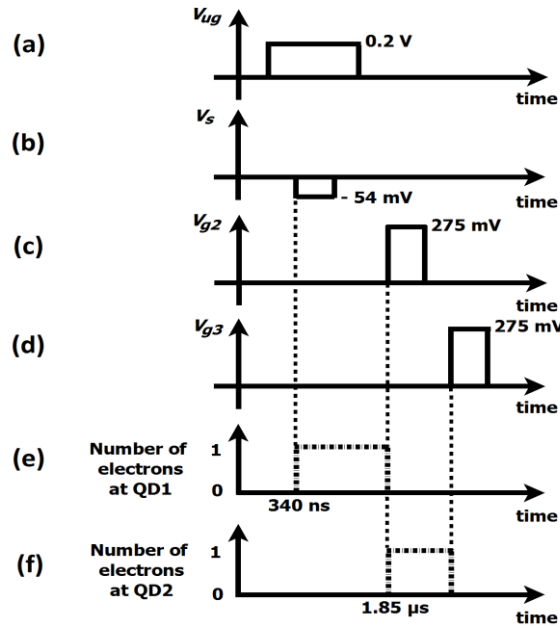 (a)
Vug
0.2 V
time
(b)
Vs
- 54 mV
time
(c)
Vg2
275 mV
time
(d)
Vg3
275 mV
time
(e)
Number of
electrons
at QD1
1
0
340 ns
time
(f)
Number of
electrons
at QD2
1
0
1.85 µs
time